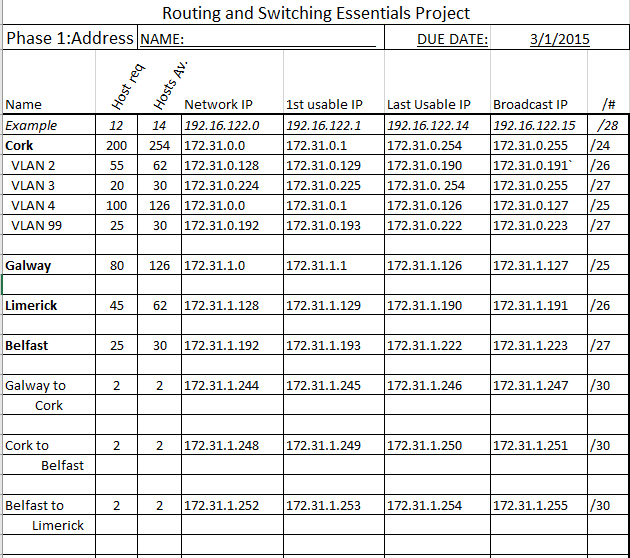 Routing and Switching Essentials Project
Phase 1:Address NAME: DUE DATE: 3/1/2015
Name Host req Hosts Av. Network IP 1st usable IP Last Usable IP Broadcast IP /#
Example 12 14 192.16.122.0 192.16.122.1 192.16.122.14 192.16.122.15 /28
Cork 200 254 172.31.0.0 172.31.0.1 172.31.0.254 172.31.0.255 /24
VLAN 2 55 62 172.31.0.128 172.31.0.129 172.31.0.190 172.31.0.191` /26
VLAN 3 20 30 172.31.0.224 172.31.0.225 172.31.0. 254 172.31.0.255 /27
VLAN 4 100 126 172.31.0.0 172.31.0.1 172.31.0.126 172.31.0.127 /25
VLAN 99 25 30 172.31.0.192 172.31.0.193 172.31.0.222 172.31.0.223 /27
Galway 80 126 172.31.1.0 172.31.1.1 172.31.1.126 172.31.1.127 /25
Limerick 45 62 172.31.1.128 172.31.1.129 172.31.1.190 172.31.1.191 /26
Belfast 25 30 172.31.1.192 172.31.1.193 172.31.1.222 172.31.1.223 /27
Galway to 2 2 172.31.1.244 172.31.1.245 172.31.1.246 172.31.1.247 /30
Cork
Cork to 2 2 172.31.1.248 172.31.1.249 172.31.1.250 172.31.1.251 /30
Belfast
Belfast to 2 2 172.31.1.252 172.31.1.253 172.31.1.254 172.31.1.255 /30
Limerick